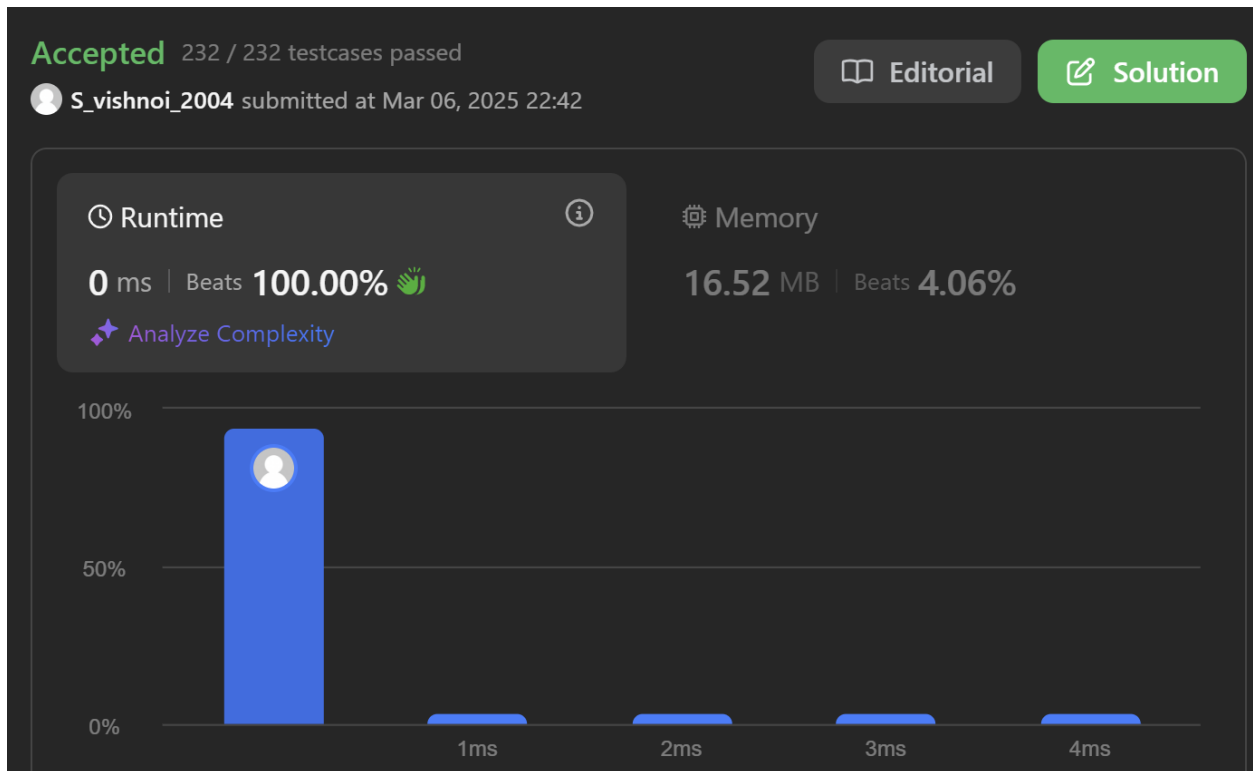 Accepted 232 / 232 testcases passed
Editorial
Solution
S_vishnoi_2004 submitted at Mar 06, 2025 22:42
Runtime
0 ms | Beats 100.00%
Analyze Complexity
Memory
16.52 MB | Beats 4.06%
100%
50%
0%
1ms 2ms 3ms 4ms